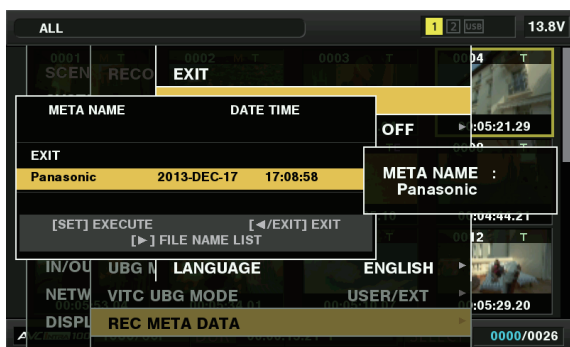 ALL 1 2 USB 13.8V
0001 T 0002 M T 0003 T 0004 T
SCEN RECO EXIT
:05:21.29
META NAME DATE TIME
OFF
EXIT
Panasonic 2013-DEC-17 17:08:58
META NAME :
Panasonic
[SET] EXECUTE [◀/EXIT] EXIT
[▶] FILE NAME LIST
:04:44.21
IN/OU UBG M LANGUAGE ENGLISH
12 T
NETW VITC UBG MODE USER/EXT
:05:29.20
DISPL REC META DATA
0000/0026